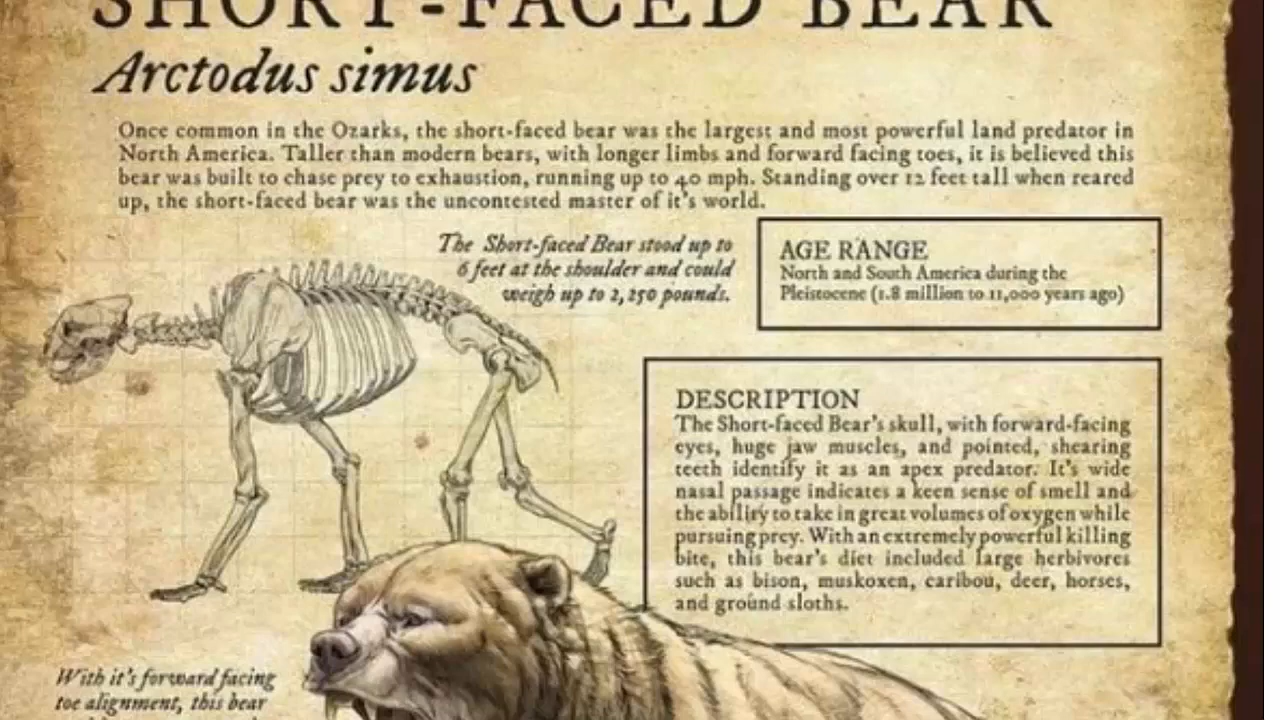 SHORT-FACED BEAR
Arctodus simus
Once common in the Ozarks, the short-faced bear was the largest and most powerful land predator in
North America. Taller than modern bears, with longer limbs and forward facing toes, it is believed this
bear was built to chase prey to exhaustion, running up to 40 mph. Standing over 12 feet tall when reared
up, the short-faced bear was the uncontested master of it's world.
The Short-faced Bear stood up to
6 feet at the shoulder and could
weigh up to 2,150 pounds.
AGE RANGE
North and South America during the
Pleistocene (1.8 million to 11,000 years ago)
DESCRIPTION
The Short-faced Bear's skull, with forward-facing
eyes, huge jaw muscles, and pointed, shearing
teeth identify it as an apex predator. It's wide
nasal passage indicates a keen sense of smell and
the ability to take in great volumes of oxygen while
pursuing prey. With an extremely powerful killing
bite, this bear's diet included large herbivores
such as bison, muskoxen, caribou, deer, horses,
and ground sloths.
With it's forward facing
toe alignment, this bear